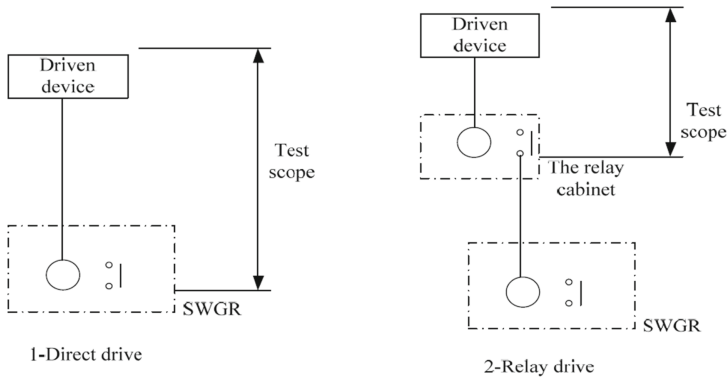 Driven
device
Test
scope
SWGR
1-Direct drive
Driven
device
Test
scope
The relay
cabinet
SWGR
2-Relay drive